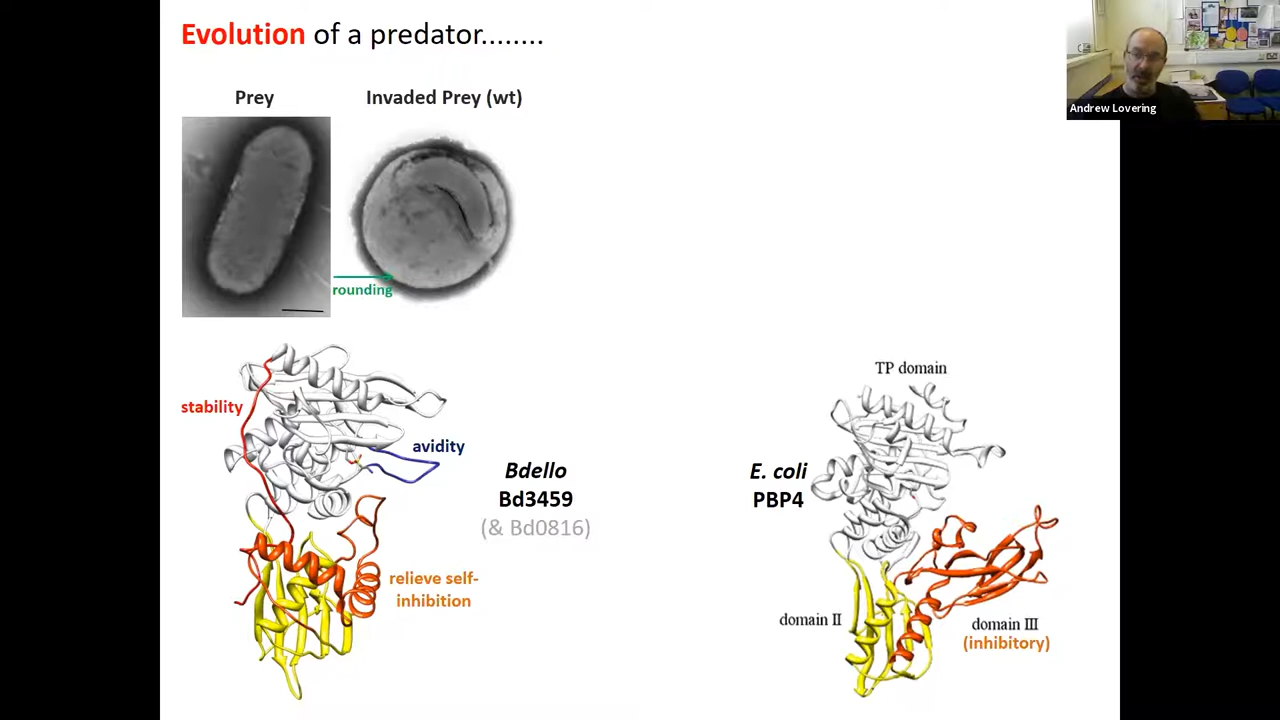 Evolution of a predator........
Andrew Lovering
Prey
Invaded Prey (wt)
rounding
stability
avidity
Bdello
Bd3459
(& Bd0816)
relieve self-
inhibition
TP domain
E. coli
PBP4
domain II
domain III
(inhibitory)